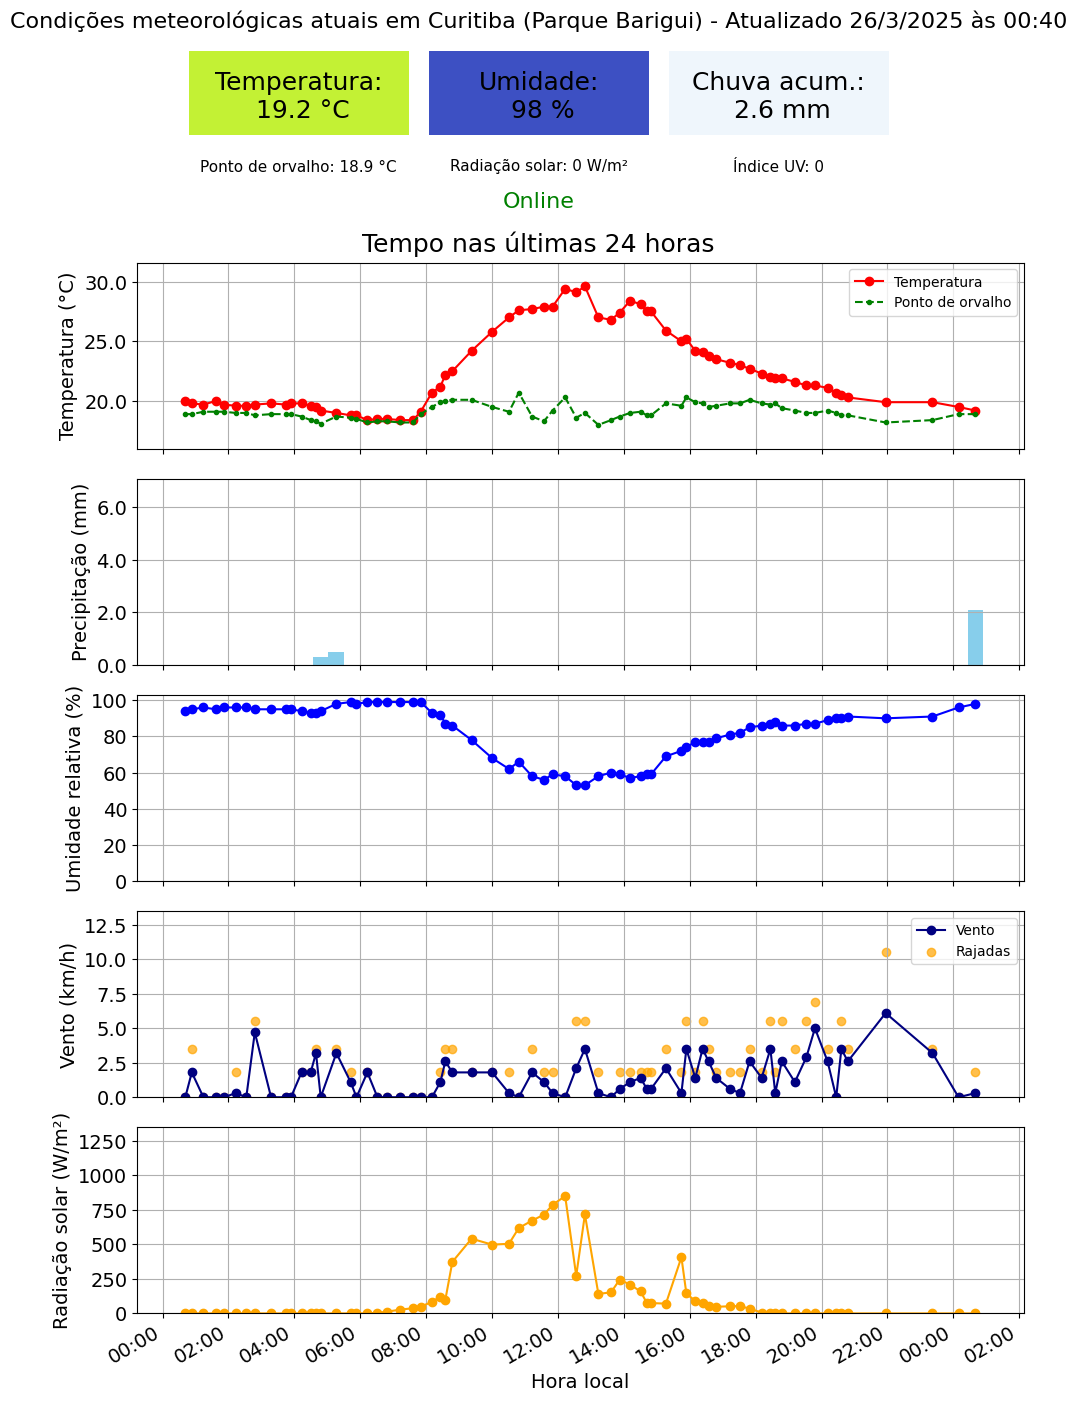 Condições meteorológicas atuais em Curitiba (Parque Barigui) - Atualizado 26/3/2025 às 00:40
Temperatura:
19.2 °C
Umidade:
98 %
Chuva acum.:
2.6 mm
Ponto de orvalho: 18.9 °C
Radiação solar: 0 W/m²
Índice UV: 0
Online
Tempo nas últimas 24 horas
Temperatura (°C)
30.0
25.0
20.0
Temperatura
Ponto de orvalho
Precipitação (mm)
6.0
4.0
2.0
0.0
Umidade relativa (%)
100
80
60
40
20
0
Vento (km/h)
12.5
10.0
7.5
5.0
2.5
0.0
Vento
Rajadas
Radiação solar (W/m²)
1250
1000
750
500
250
0
00:00 02:00 04:00 06:00 08:00 10:00 12:00 14:00 16:00 18:00 20:00 22:00 00:00 02:00
Hora local